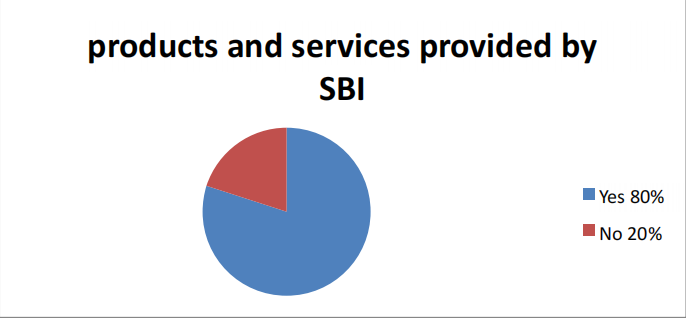 products and services provided by
SBI
Yes 80%
No 20%